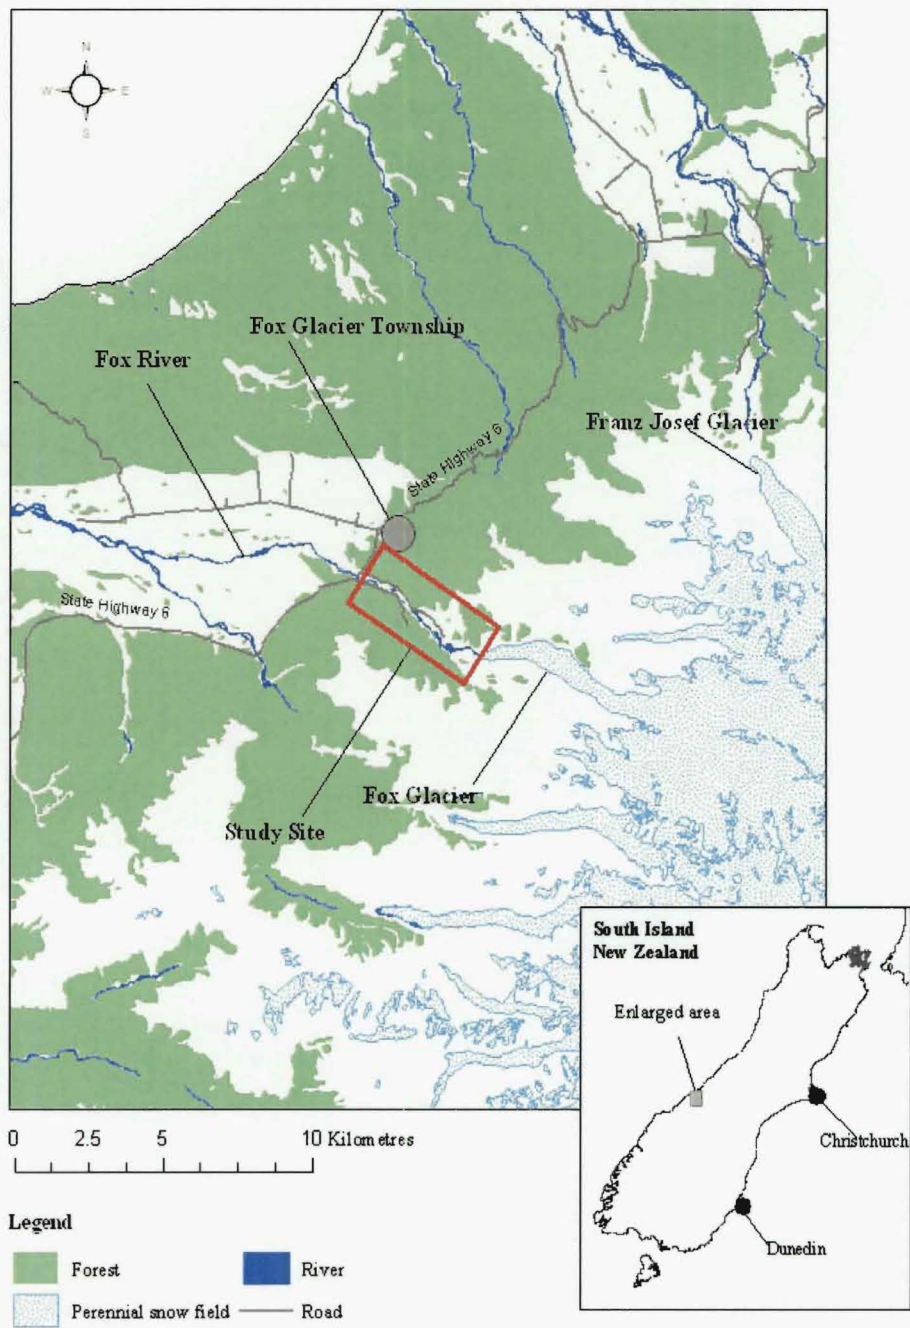 N
W E
S
Fox Glacier Township
Fox River
Franz Josef Glacier
State Highway 6
State Highway 6
Fox Glacier
Study Site
South Island
New Zealand
Enlarged area
Christchurch
Dunedin
0 2.5 5 10 Kilometres
Legend
Forest River
Perennial snow field Road